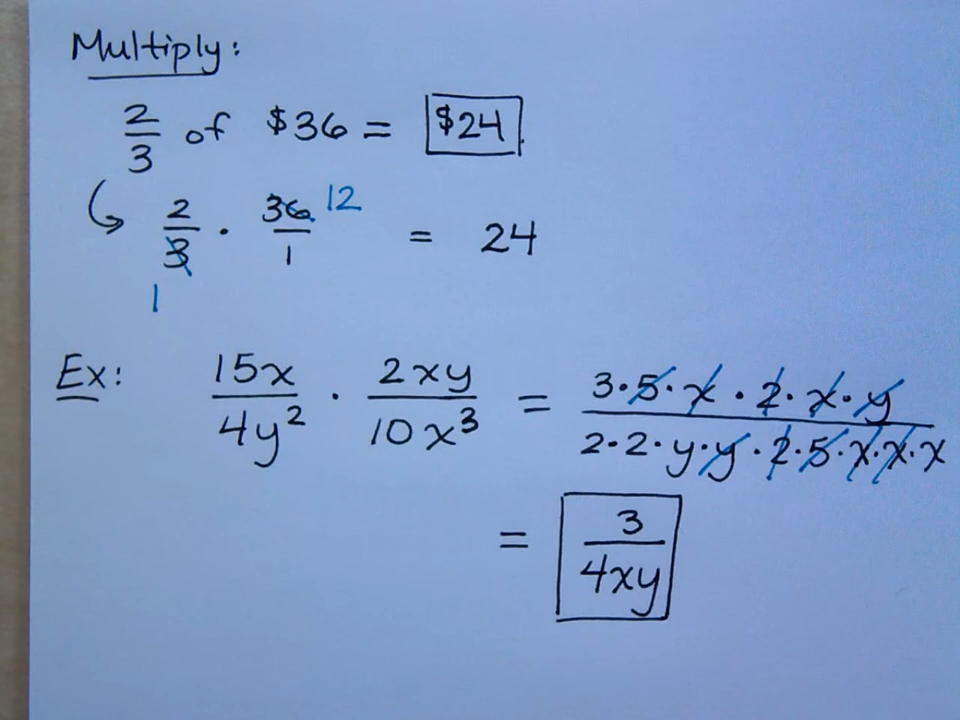 Multiply:
2/3 of $36 = $24
2/3 · 36/1 = 24
12
1
Ex: 15x/4y² · 2xy/10x³ = 3·5·x·2·x·y/2·2·y·y·2·5·x·x·x
= 3/4xy